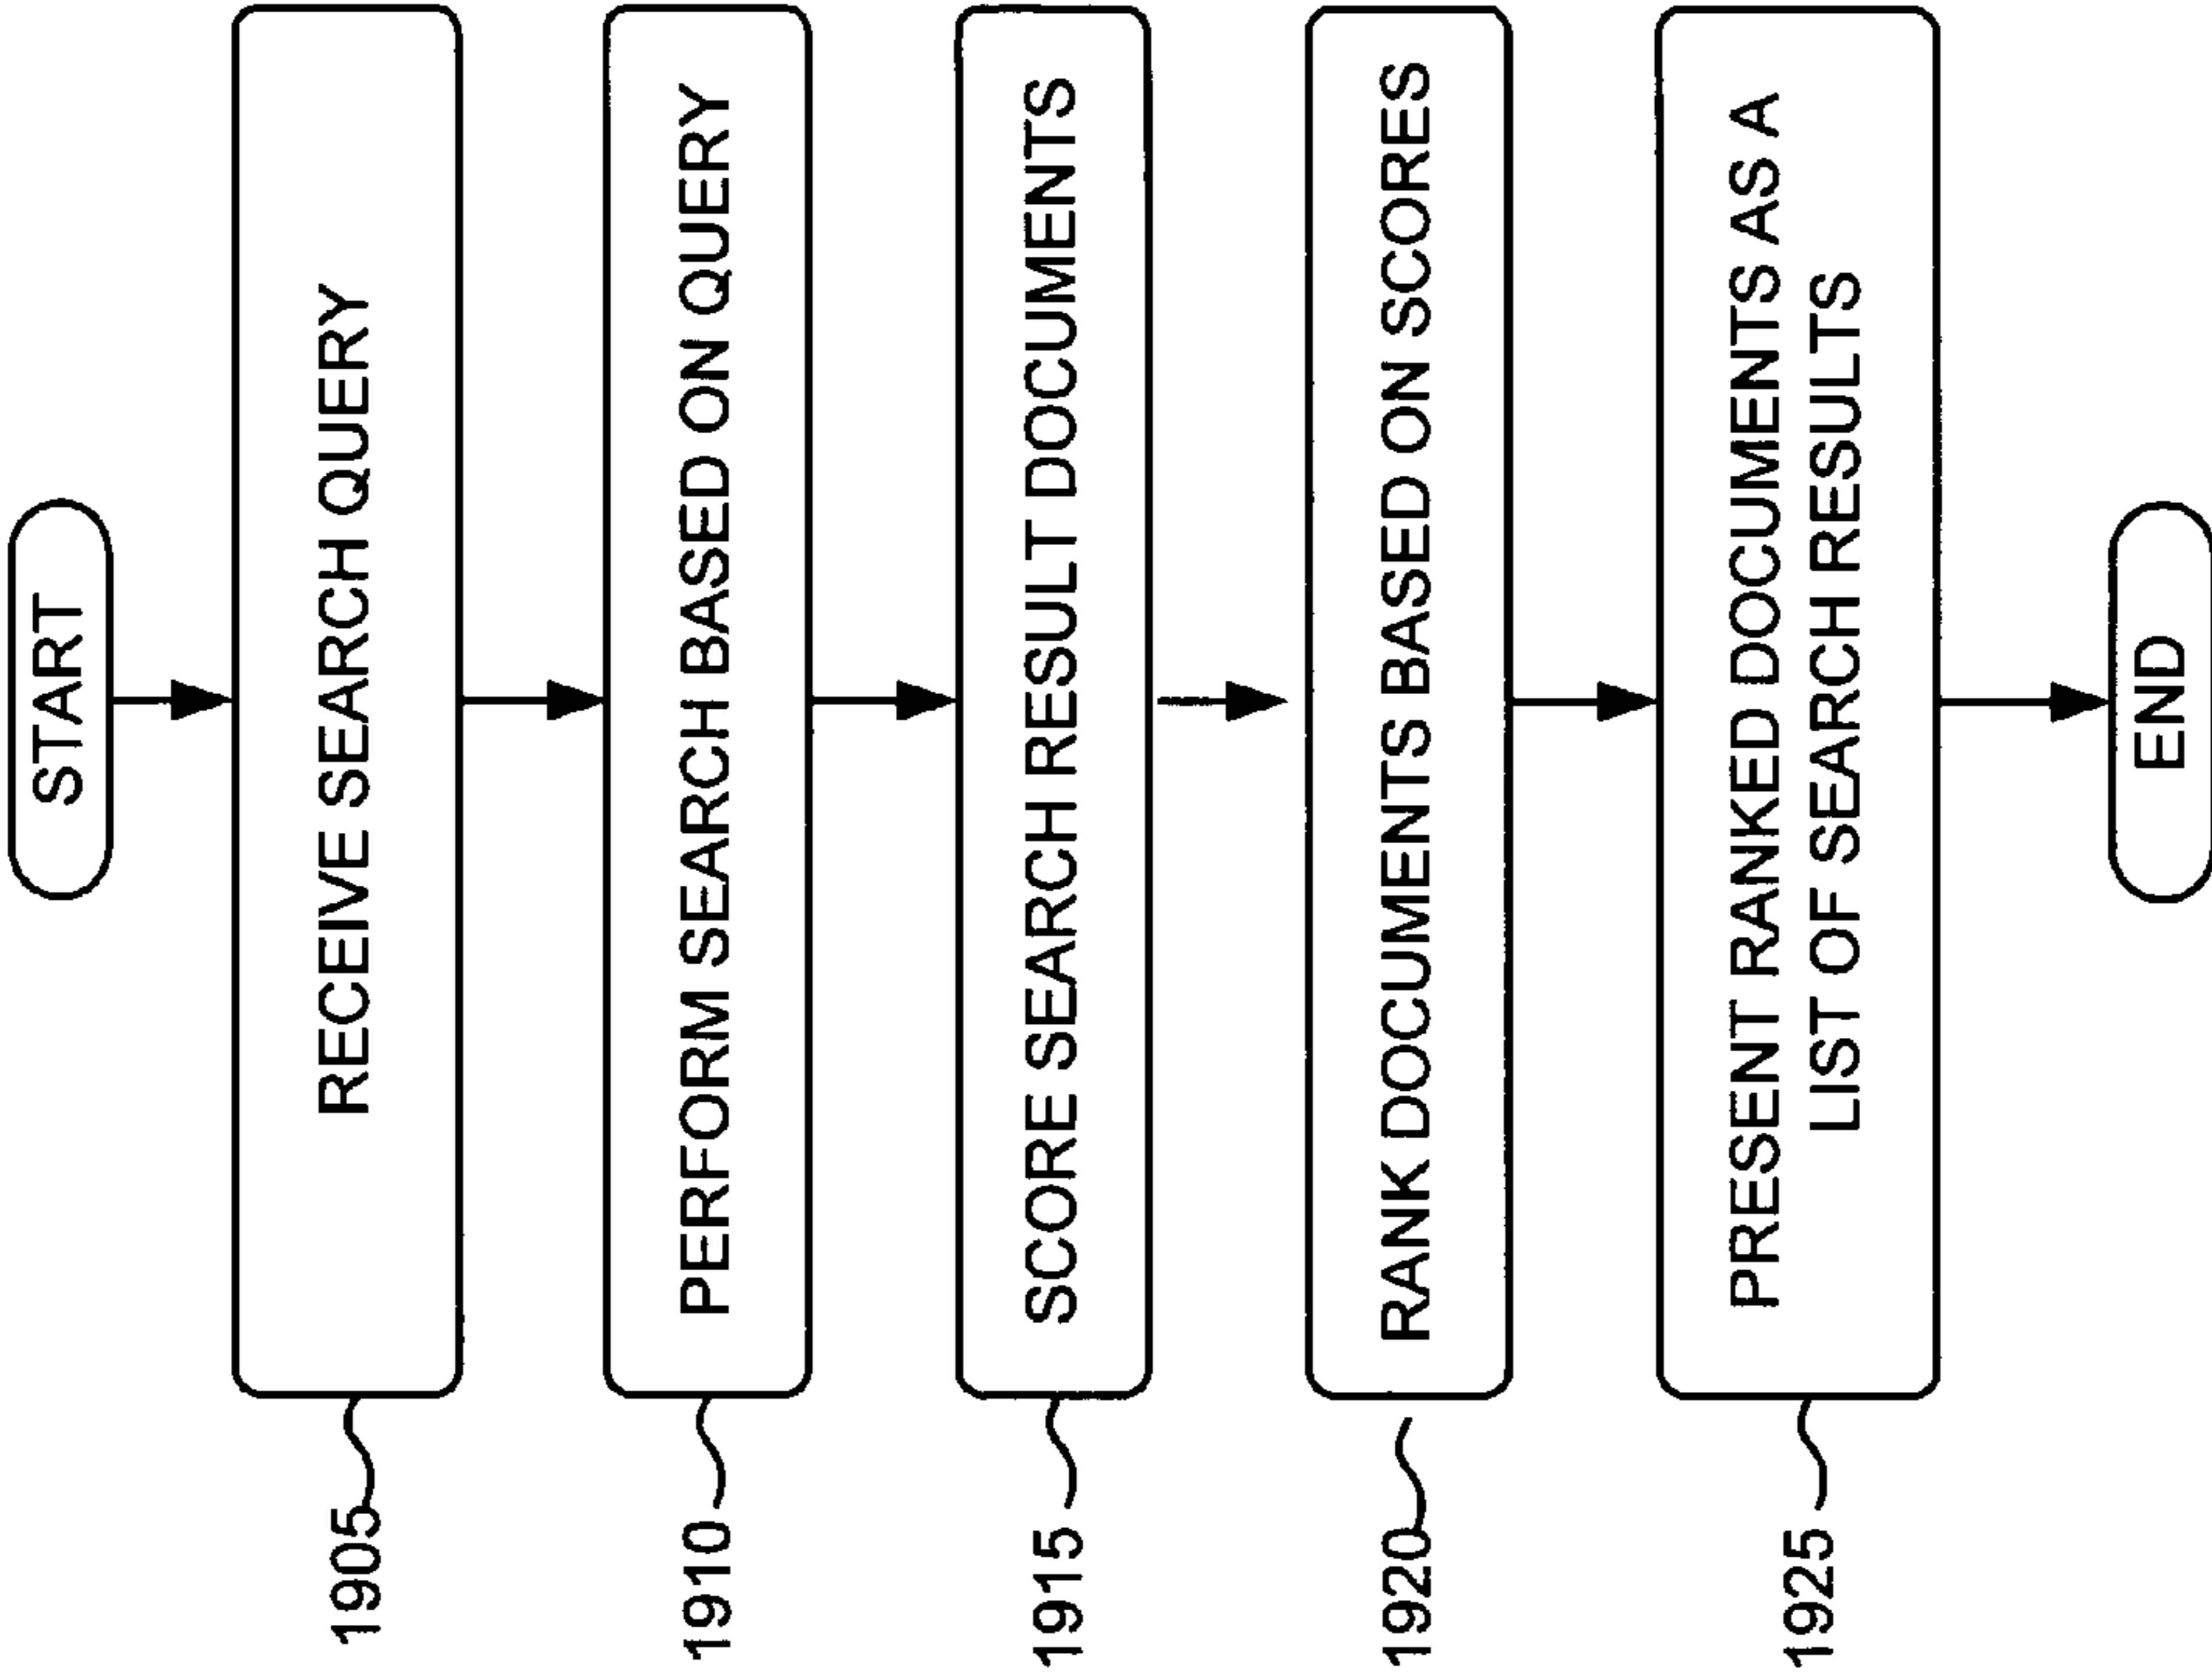 START
1905
RECEIVE SEARCH QUERY
1910
PERFORM SEARCH BASED ON QUERY
1915
SCORE SEARCH RESULT DOCUMENTS
1920
RANK DOCUMENTS BASED ON SCORES
1925
PRESENT RANKED DOCUMENTS AS A
LIST OF SEARCH RESULTS
END